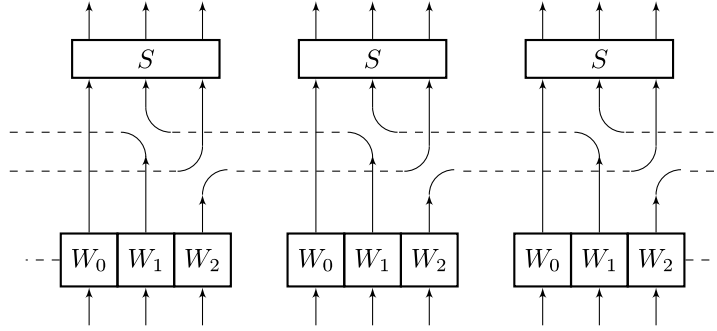 S S S
W₀ W₁ W₂ W₀ W₁ W₂ W₀ W₁ W₂